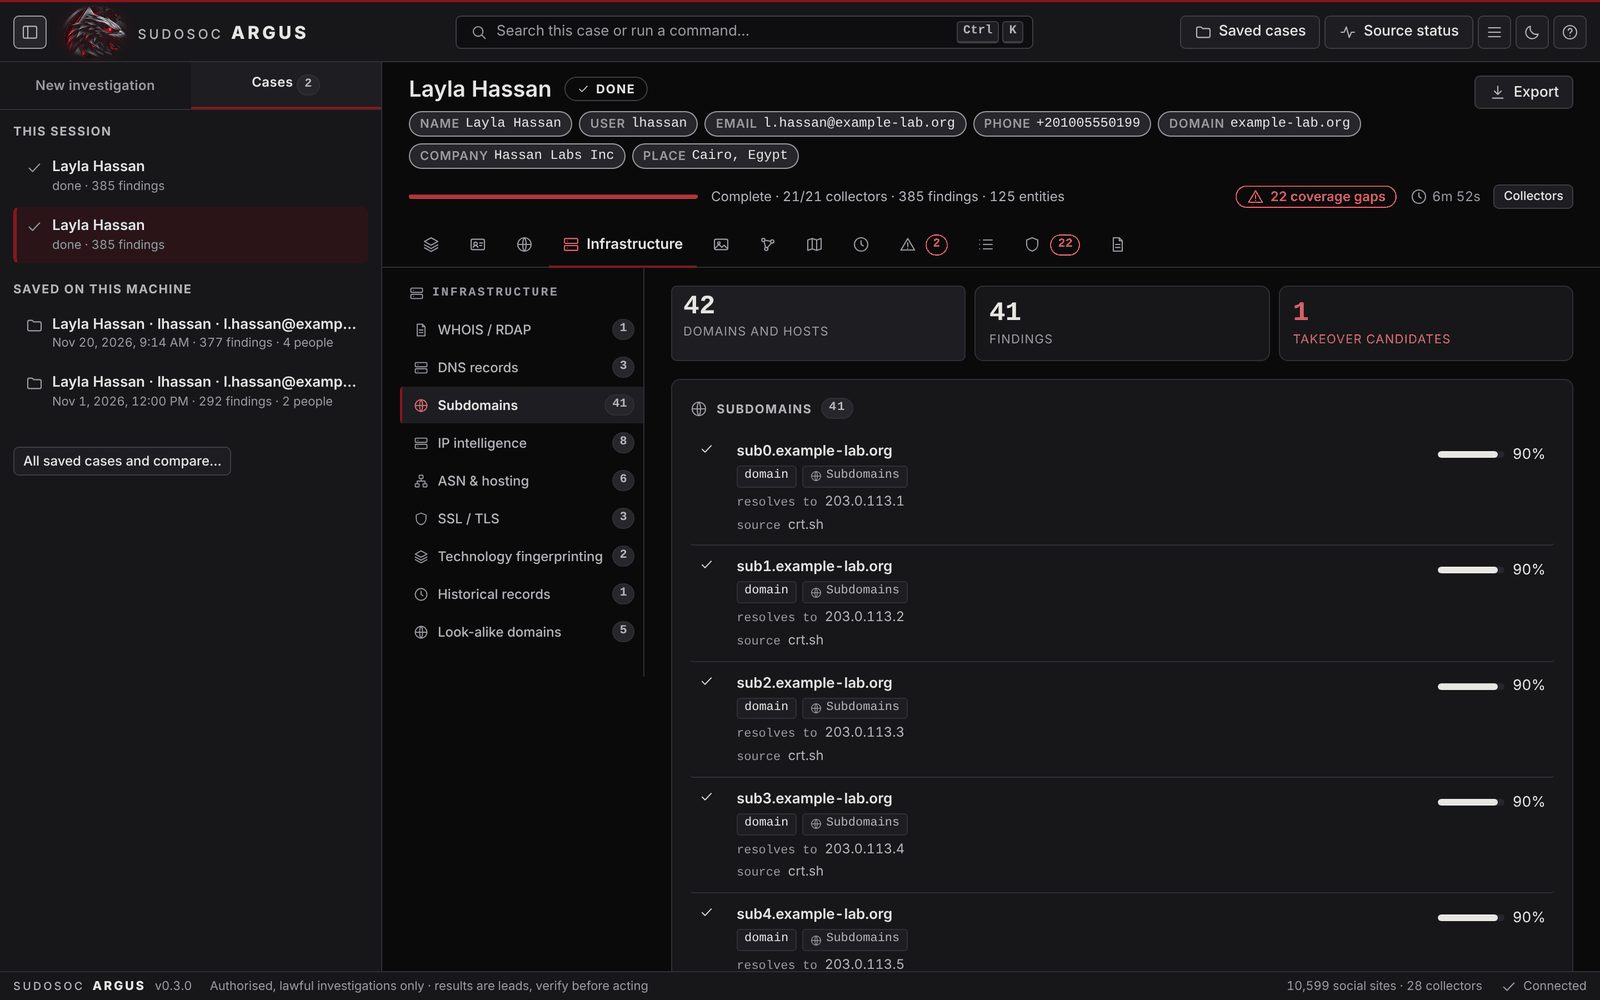 SUDOSOC ARGUS
Search this case or run a command...
Ctrl K
Saved cases
Source status
New investigation
Cases 2
THIS SESSION
Layla Hassan
done · 385 findings
Layla Hassan
done · 385 findings
SAVED ON THIS MACHINE
Layla Hassan · lhassan · l.hassan@examp...
Nov 20, 2026, 9:14 AM · 377 findings · 4 people
Layla Hassan · lhassan · l.hassan@examp...
Nov 1, 2026, 12:00 PM · 292 findings · 2 people
All saved cases and compare...
Layla Hassan
DONE
Export
NAME Layla Hassan
USER lhassan
EMAIL l.hassan@example-lab.org
PHONE +201005550199
DOMAIN example-lab.org
COMPANY Hassan Labs Inc
PLACE Cairo, Egypt
Complete · 21/21 collectors · 385 findings · 125 entities
22 coverage gaps
6m 52s
Collectors
Infrastructure
2
22
INFRASTRUCTURE
WHOIS / RDAP 1
DNS records 3
Subdomains 41
IP intelligence 8
ASN & hosting 6
SSL / TLS 3
Technology fingerprinting 2
Historical records 1
Look-alike domains 5
42
DOMAINS AND HOSTS
41
FINDINGS
1
TAKEOVER CANDIDATES
SUBDOMAINS 41
sub0.example-lab.org
90%
domain Subdomains
resolves to 203.0.113.1
source crt.sh
sub1.example-lab.org
90%
domain Subdomains
resolves to 203.0.113.2
source crt.sh
sub2.example-lab.org
90%
domain Subdomains
resolves to 203.0.113.3
source crt.sh
sub3.example-lab.org
90%
domain Subdomains
resolves to 203.0.113.4
source crt.sh
sub4.example-lab.org
90%
domain Subdomains
resolves to 203.0.113.5
SUDOSOC ARGUS v0.3.0
Authorised, lawful investigations only · results are leads, verify before acting
10,599 social sites · 28 collectors
Connected